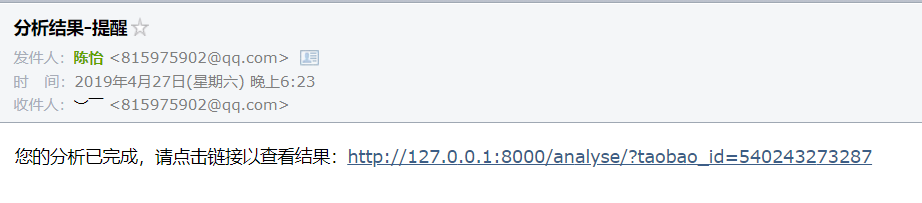 分析结果-提醒☆
发件人：陈怡 <815975902@qq.com>
时　间：2019年4月27日(星期六) 晚上6:23
收件人：︶￣ <815975902@qq.com>
您的分析已完成，请点击链接以查看结果：http://127.0.0.1:8000/analyse/?taobao_id=540243273287